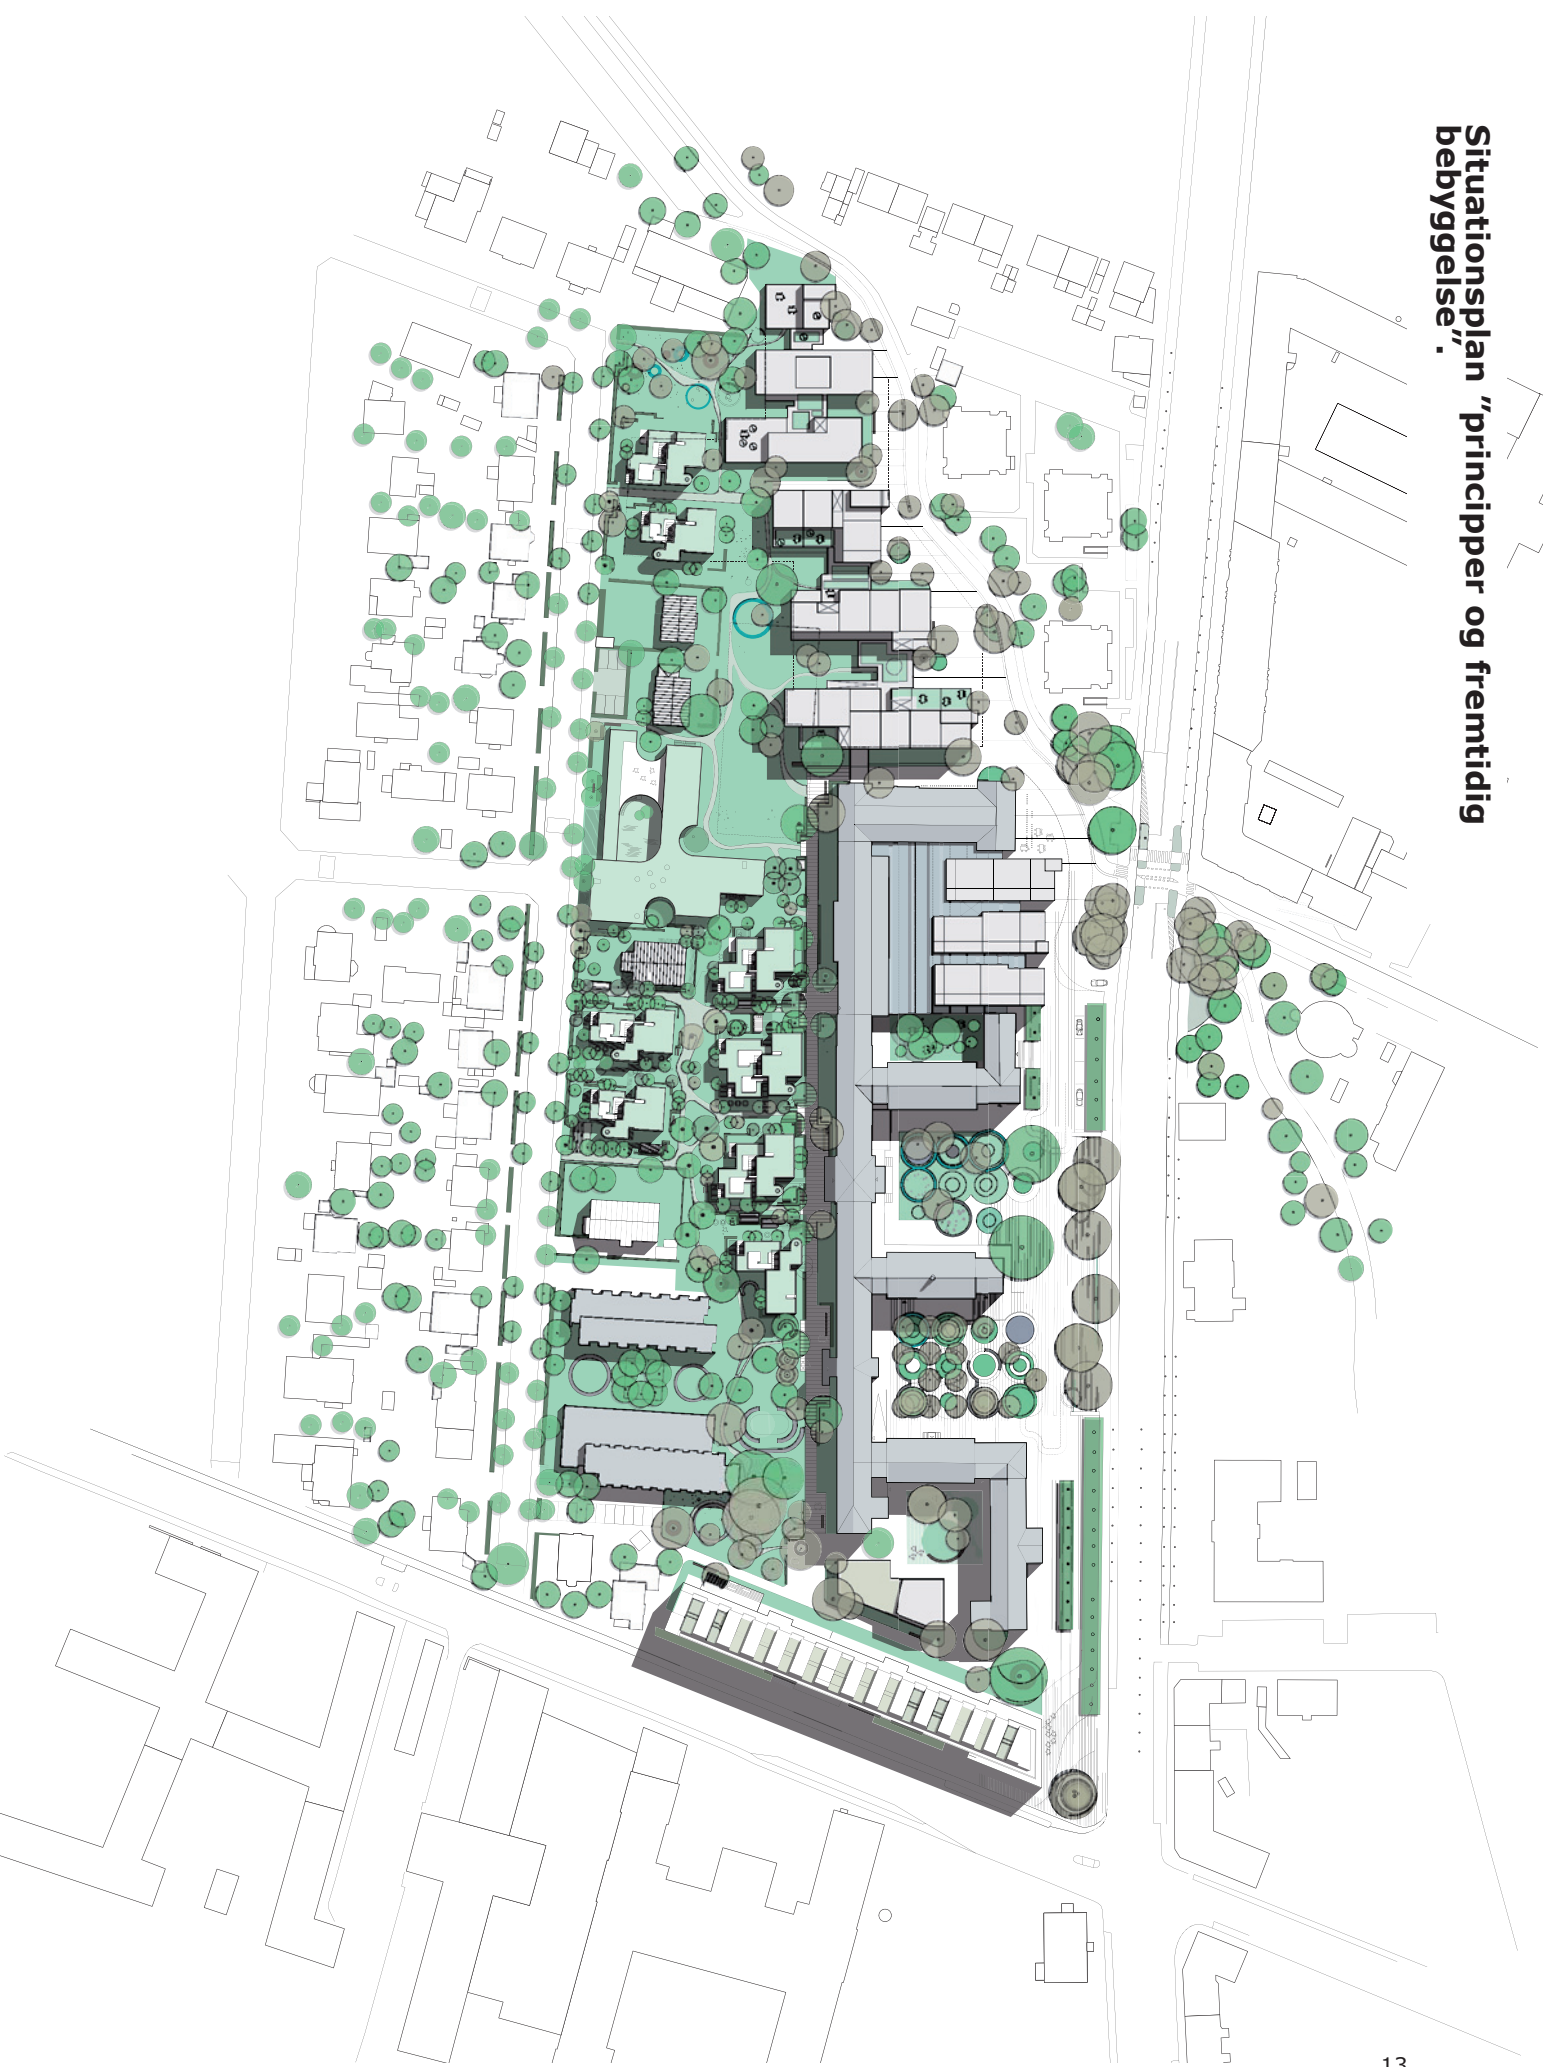 Situationsplan ”principper og fremtidig
bebyggelse”.
13